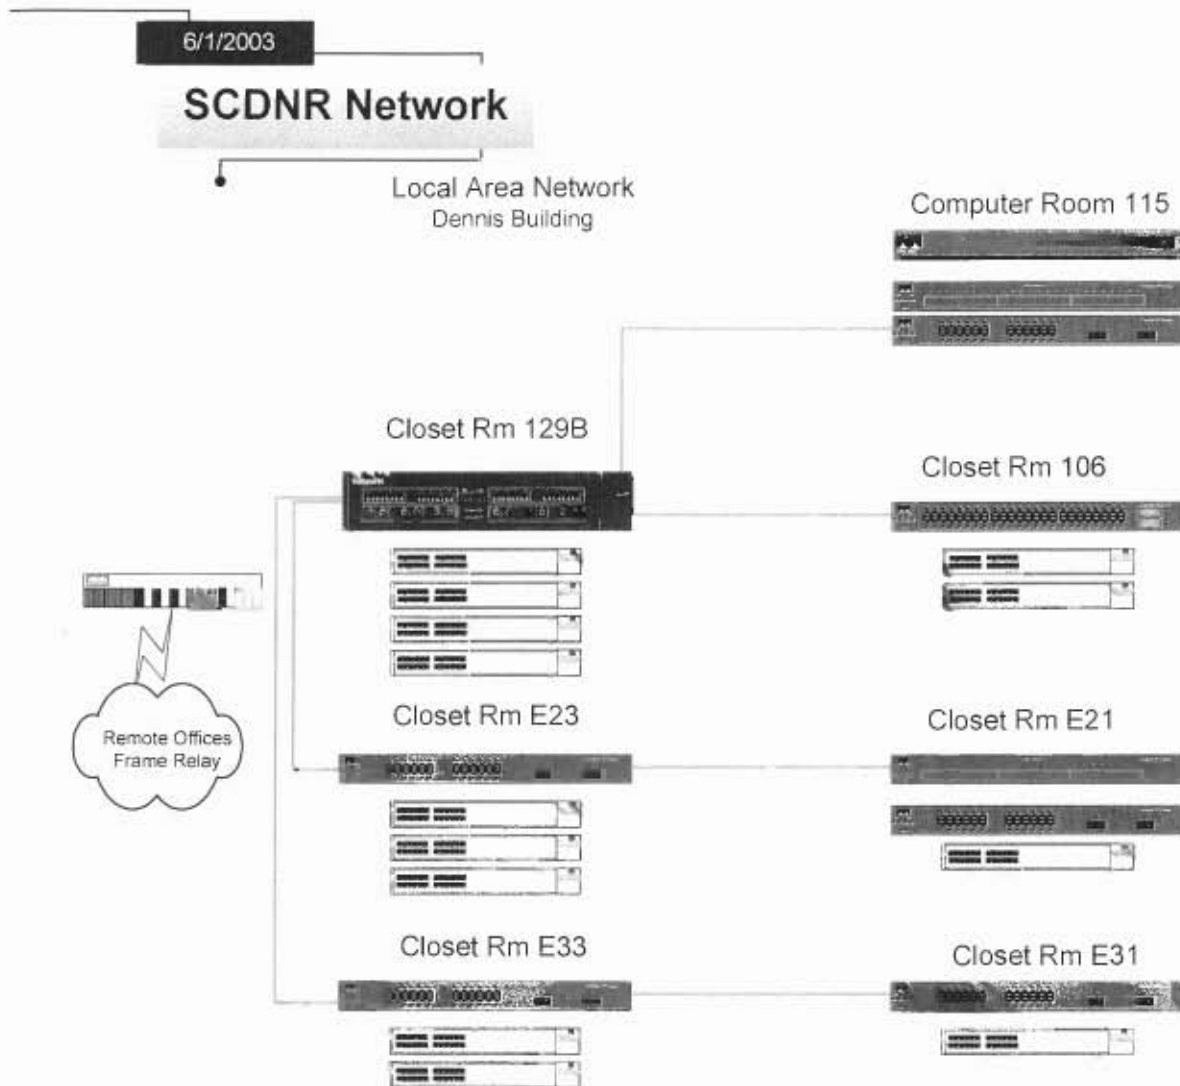 6/1/2003
SCDNR Network
Local Area Network
Dennis Building
Computer Room 115
Closet Rm 129B
Closet Rm 106
Remote Offices
Frame Relay
Closet Rm E23
Closet Rm E21
Closet Rm E33
Closet Rm E31